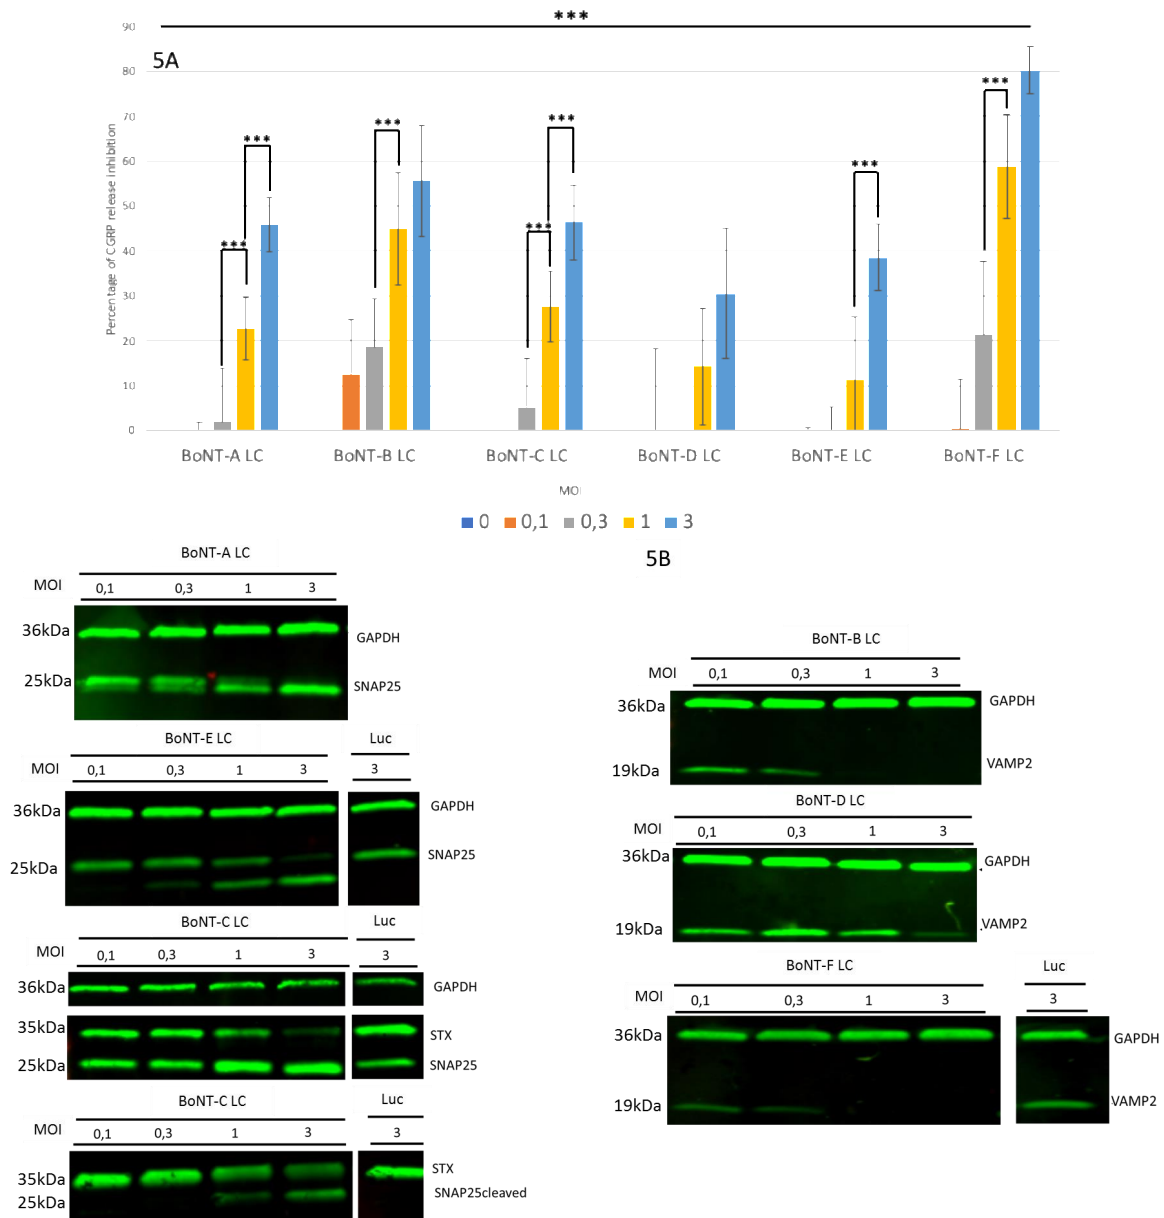 ***
90
5A
80
70
60
50
40
30
20
10
0
Percentage of CGRP release inhibition
***
***
***
***
***
***
***
BoNT-A LC
BoNT-B LC
BoNT-C LC
BoNT-D LC
BoNT-E LC
BoNT-F LC
MOI
0
0,1
0,3
1
3
BoNT-A LC
MOI
0,1
0,3
1
3
36kDa
GAPDH
25kDa
SNAP25
BoNT-E LC
Luc
MOI
0,1
0,3
1
3
3
36kDa
GAPDH
25kDa
SNAP25
BoNT-C LC
Luc
MOI
0,1
0,3
1
3
3
36kDa
GAPDH
35kDa
STX
25kDa
SNAP25
BoNT-C LC
Luc
MOI
0,1
0,3
1
3
3
35kDa
STX
25kDa
SNAP25cleaved
5B
BoNT-B LC
MOI
0,1
0,3
1
3
36kDa
GAPDH
19kDa
VAMP2
BoNT-D LC
MOI
0,1
0,3
1
3
36kDa
GAPDH
19kDa
VAMP2
BoNT-F LC
Luc
MOI
0,1
0,3
1
3
3
36kDa
GAPDH
19kDa
VAMP2